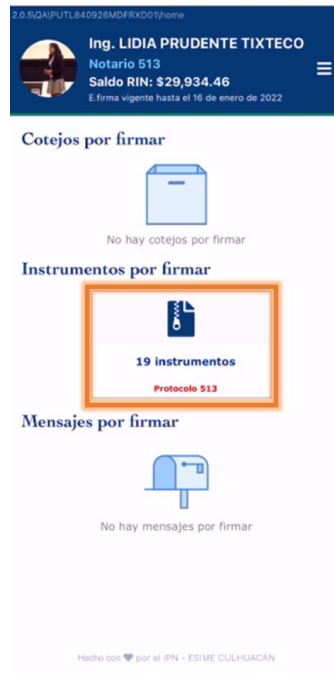 2.0.5\QA\PUTL840926MDFRXD01\home
Ing. LIDIA PRUDENTE TIXTECO
Notario 513
Saldo RIN: $29,934.46
E.firma vigente hasta el 16 de enero de 2022
Cotejos por firmar
No hay cotejos por firmar
Instrumentos por firmar
19 instrumentos
Protocolo 513
Mensajes por firmar
No hay mensajes por firmar
Hecho con 💙 por el IPN - ESIME CULHUACÁN